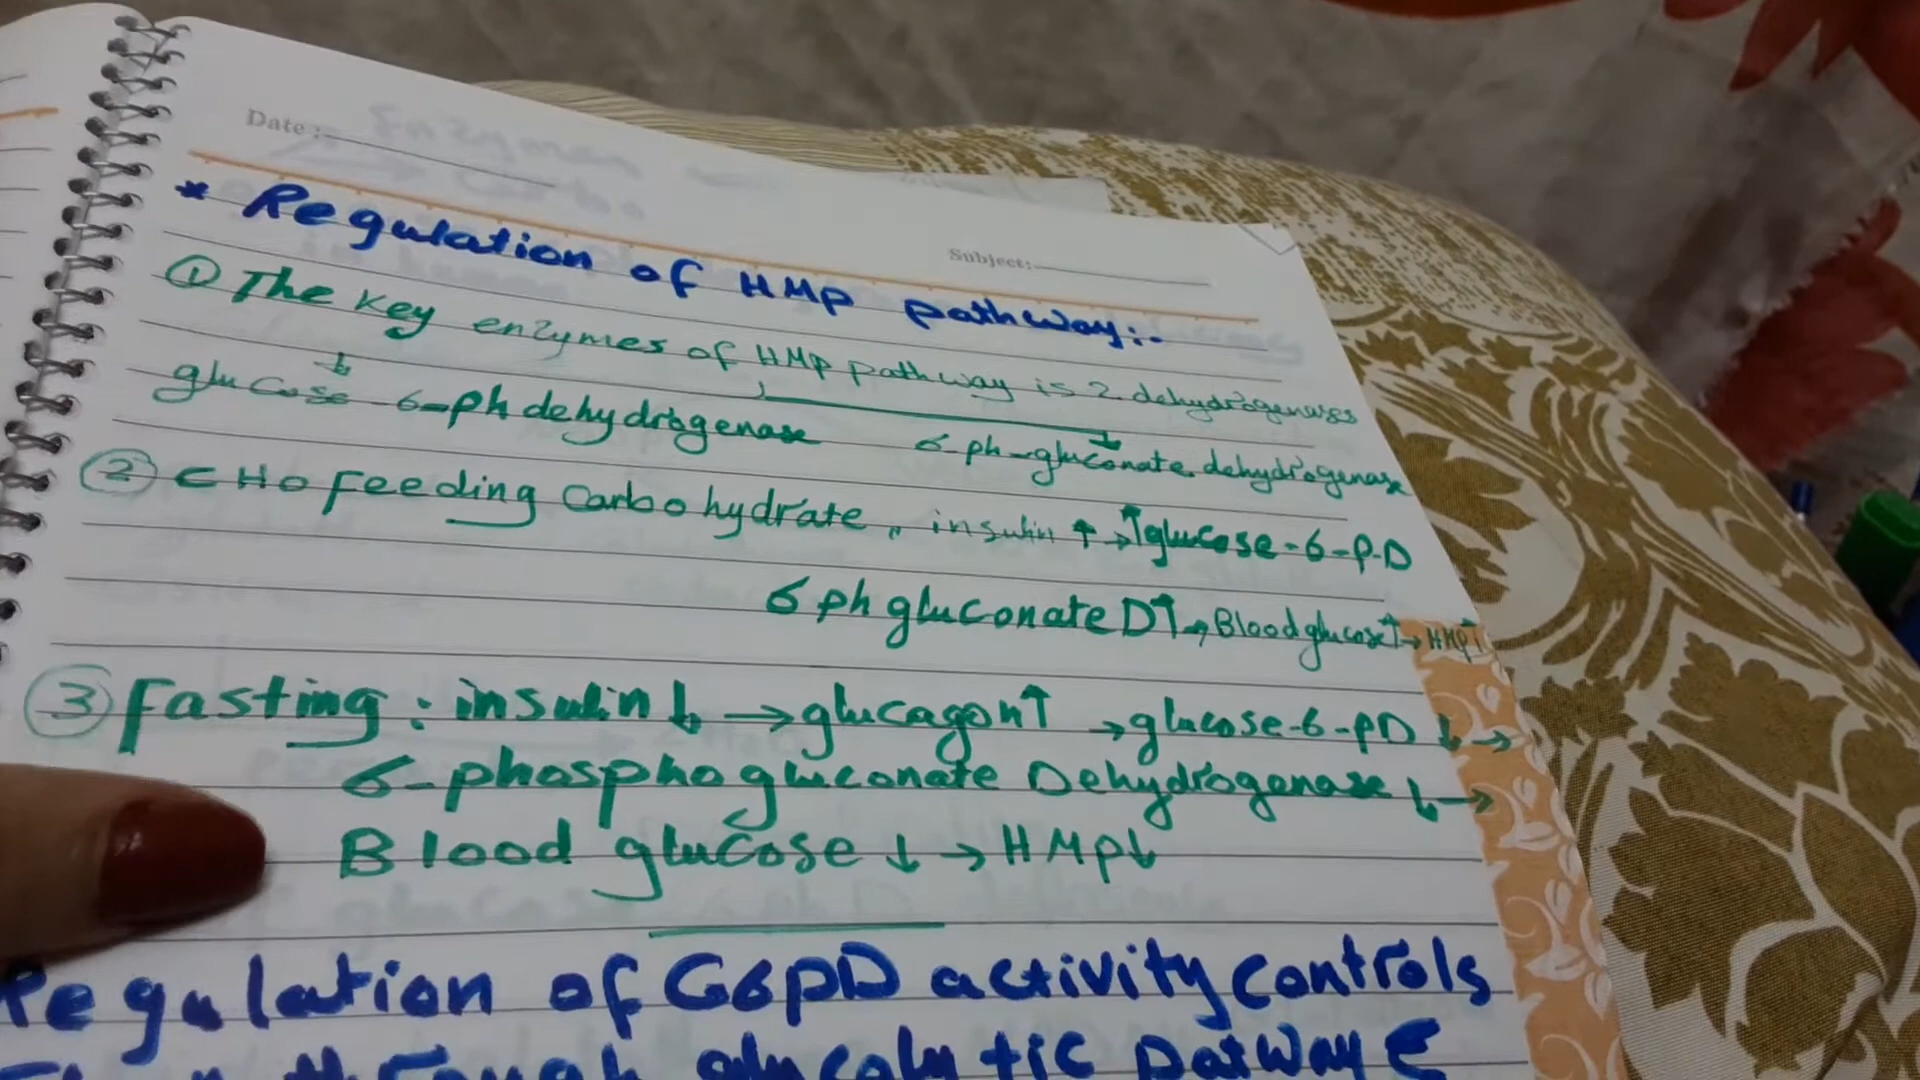 Date:
Subject:
* Regulation of HMP pathway:-
① The key enzymes of HMP pathway is 2 dehydrogenases
glucose-6-ph dehydrogenase 6-ph-gluconate dehydrogenase
② CHO Feeding Carbohydrate, insulin ↑ → ↑glucose-6-P-D
6 ph gluconate D↑→ Blood glucose↑→ HMP↑
③ Fasting: insulin ↓ → glucagon↑ → glucose-6-PD ↓ →
6-phosphogluconate Dehydrogenase ↓ →
Blood glucose ↓ → HMP↓
Regulation of G6PD activity controls
through glycolytic